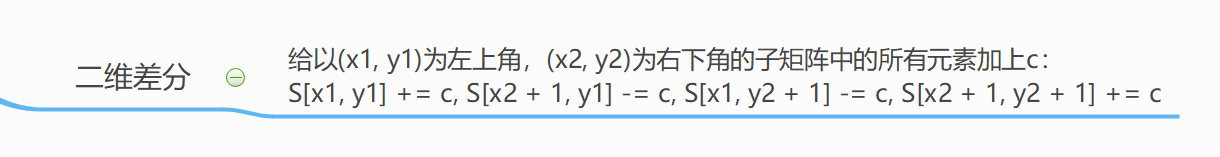 二维差分
给以(x1, y1)为左上角，(x2, y2)为右下角的子矩阵中的所有元素加上c：
S[x1, y1] += c, S[x2 + 1, y1] -= c, S[x1, y2 + 1] -= c, S[x2 + 1, y2 + 1] += c